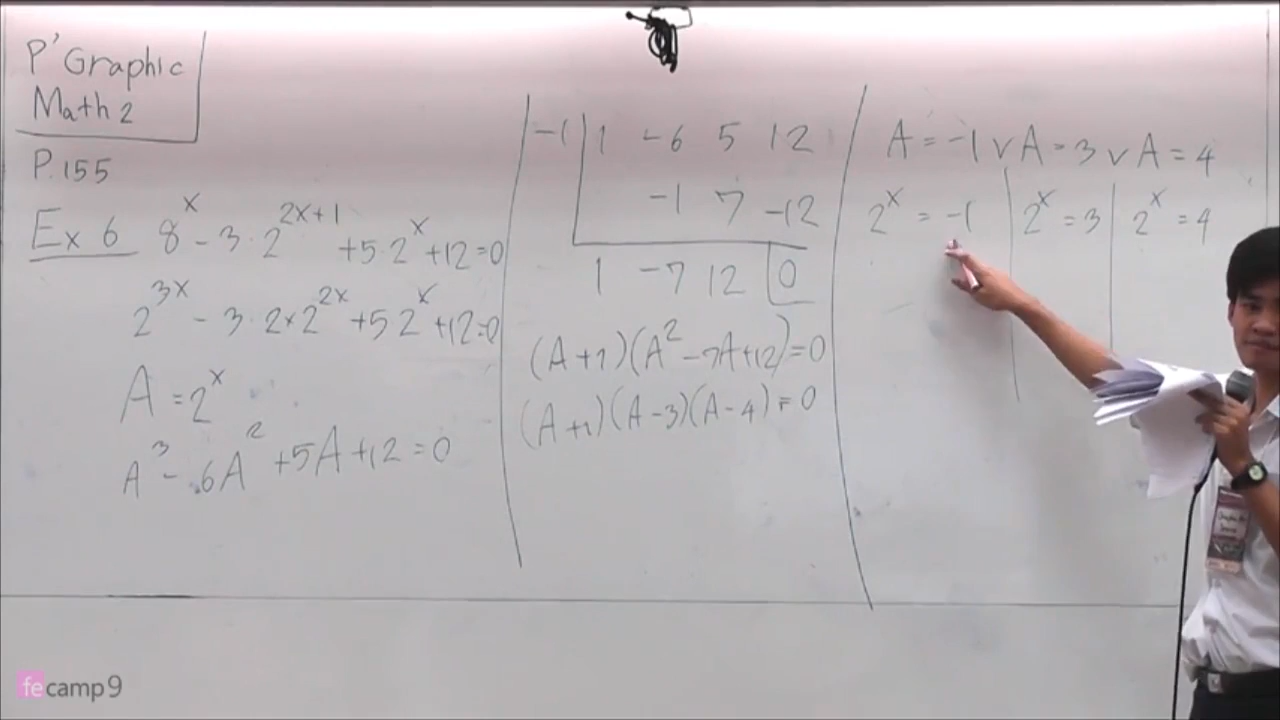 P'Graphic
Math 2
P.155
Ex 6 8^x - 3·2^{2x+1} + 5·2^x + 12 = 0
2^{3x} - 3·2×2^{2x} + 5 2^x + 12 = 0
A = 2^x
A^3 - 6A^2 + 5A + 12 = 0
-1 1 -6 5 12
-1 7 -12
1 -7 12 0
(A+1)(A^2 - 7A + 12) = 0
(A+1)(A-3)(A-4) = 0
A = -1 ∨ A = 3 ∨ A = 4
2^x = -1 2^x = 3 2^x = 4
fecamp9